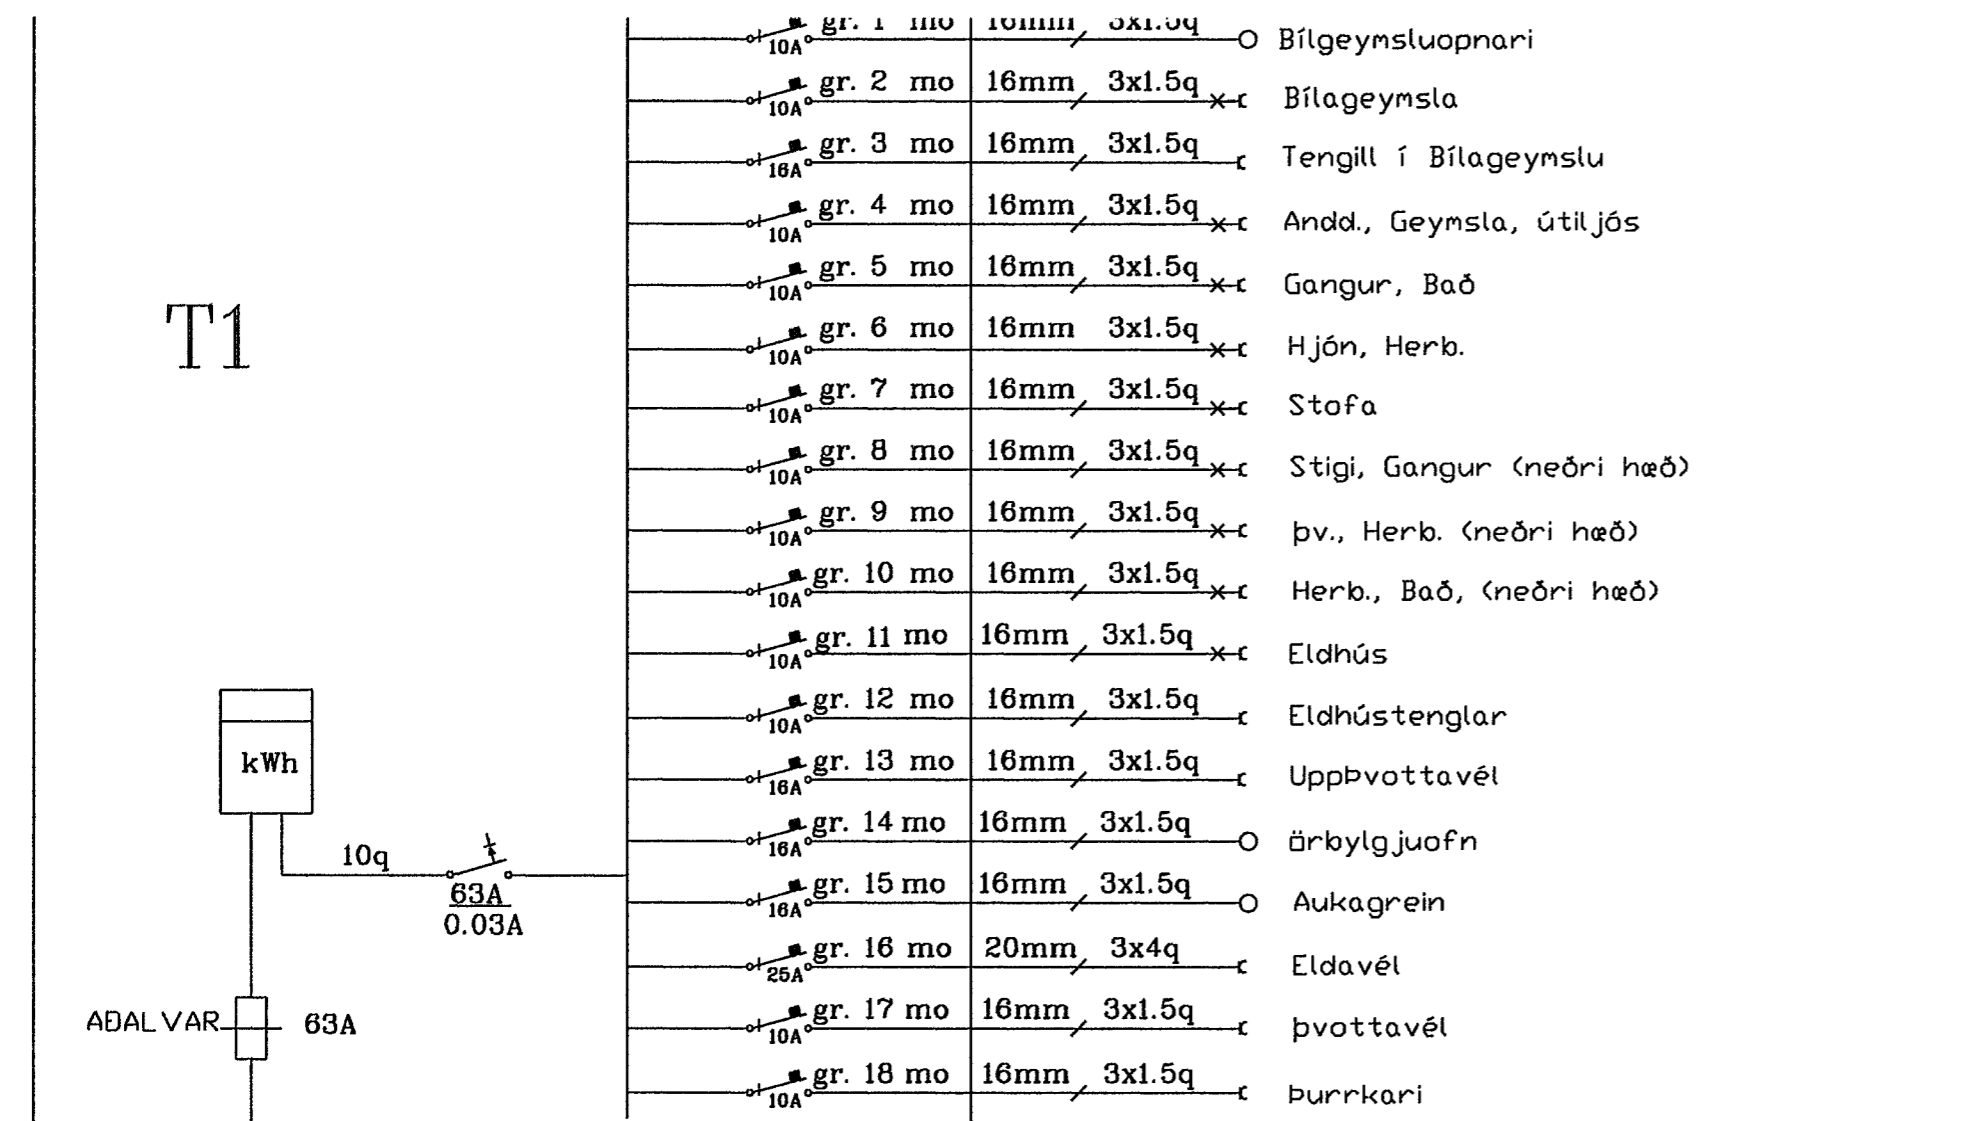 gr. 1 mo 16mm 3x1.5q
10A Bílgeymsluopnari
gr. 2 mo 16mm 3x1.5q
10A Bílageymsla
gr. 3 mo 16mm 3x1.5q
16A Tengill í Bílageymslu
gr. 4 mo 16mm 3x1.5q
10A Andd., Geymsla, útiljós
gr. 5 mo 16mm 3x1.5q
10A Gangur, Bað
T1
gr. 6 mo 16mm 3x1.5q
10A Hjón, Herb.
gr. 7 mo 16mm 3x1.5q
10A Stofa
gr. 8 mo 16mm 3x1.5q
10A Stigi, Gangur (neðri hæð)
gr. 9 mo 16mm 3x1.5q
10A þv., Herb. (neðri hæð)
gr. 10 mo 16mm 3x1.5q
10A Herb., Bað, (neðri hæð)
gr. 11 mo 16mm 3x1.5q
10A Eldhús
gr. 12 mo 16mm 3x1.5q
10A Eldhústenglar
kWh
gr. 13 mo 16mm 3x1.5q
16A UppÞvottavél
gr. 14 mo 16mm 3x1.5q
16A örbylgjuofn
10q
63A
0.03A
gr. 15 mo 16mm 3x1.5q
16A Aukagrein
gr. 16 mo 20mm 3x4q
25A Eldavél
AÐALVAR 63A
gr. 17 mo 16mm 3x1.5q
10A þvottavél
gr. 18 mo 16mm 3x1.5q
10A Þurrkari